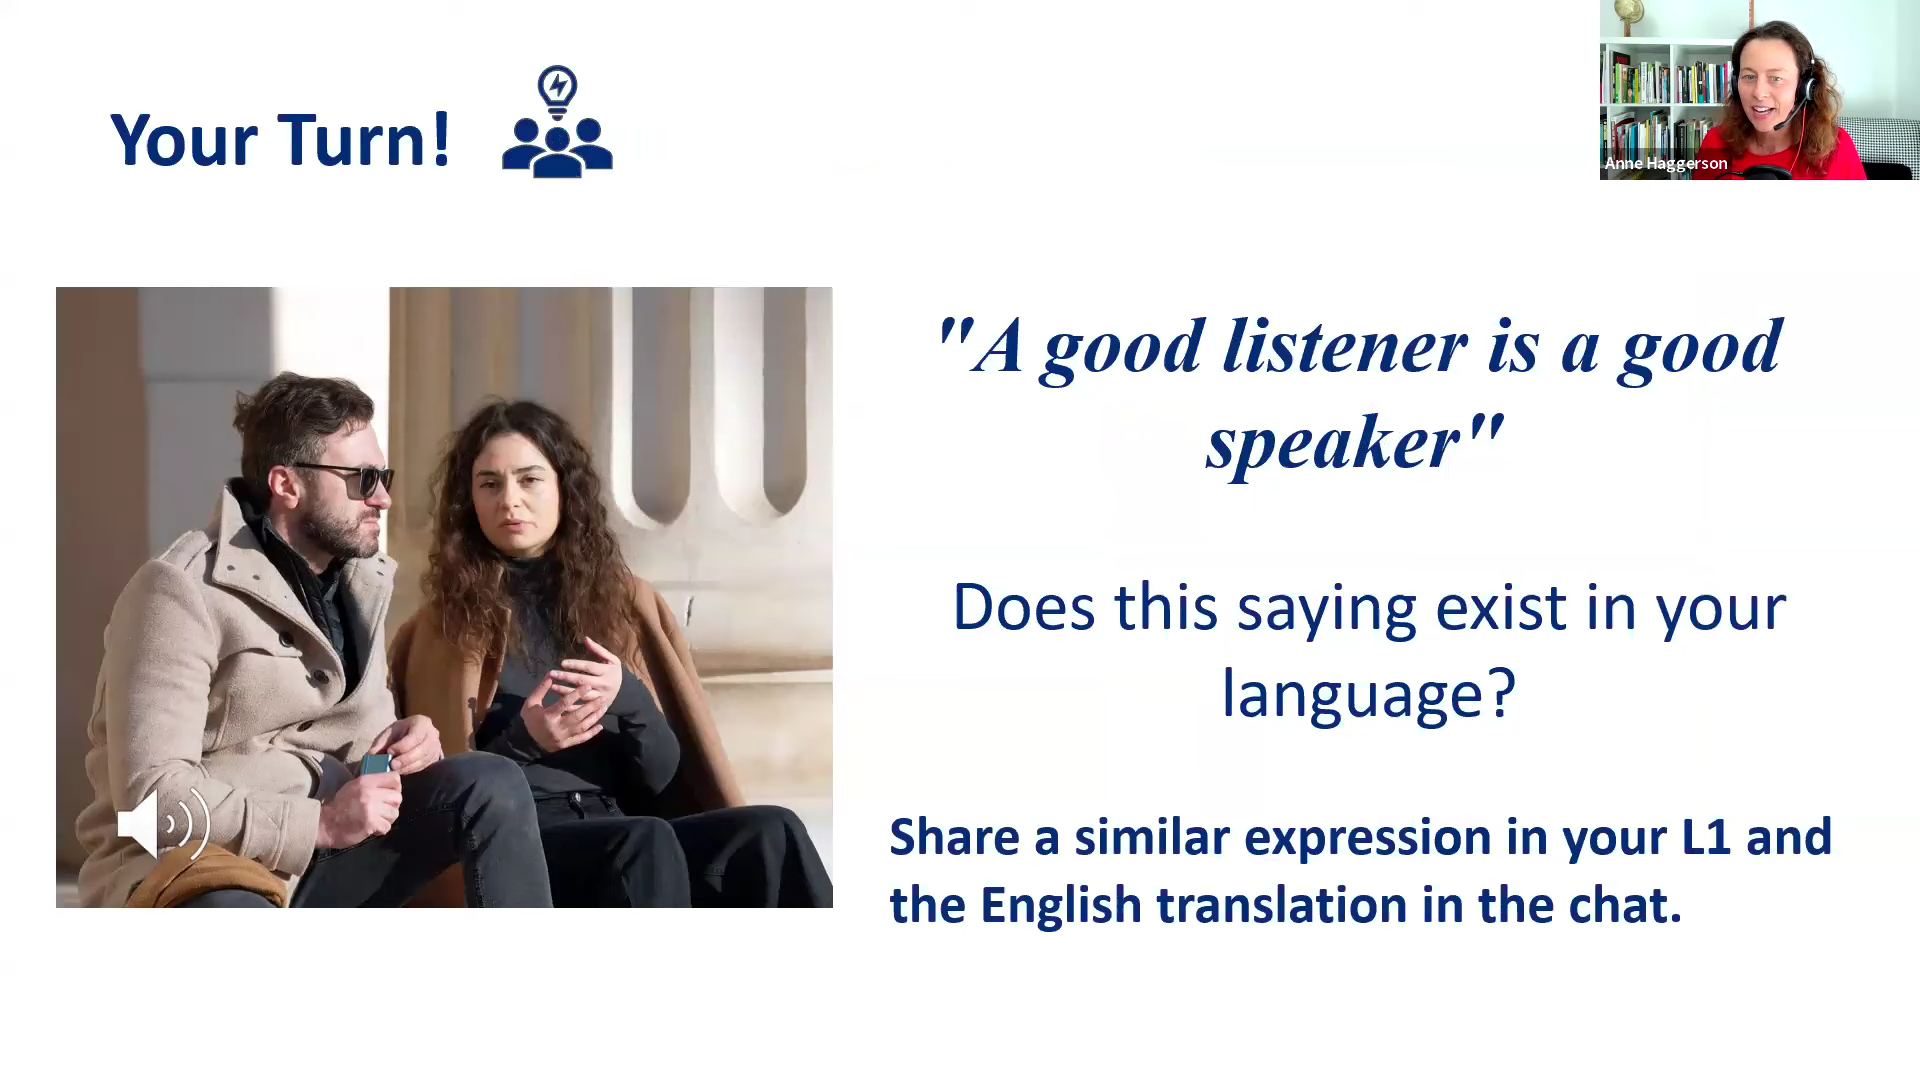 Your Turn!
Anne Haggerson
"A good listener is a good
speaker"
Does this saying exist in your
language?
Share a similar expression in your L1 and
the English translation in the chat.